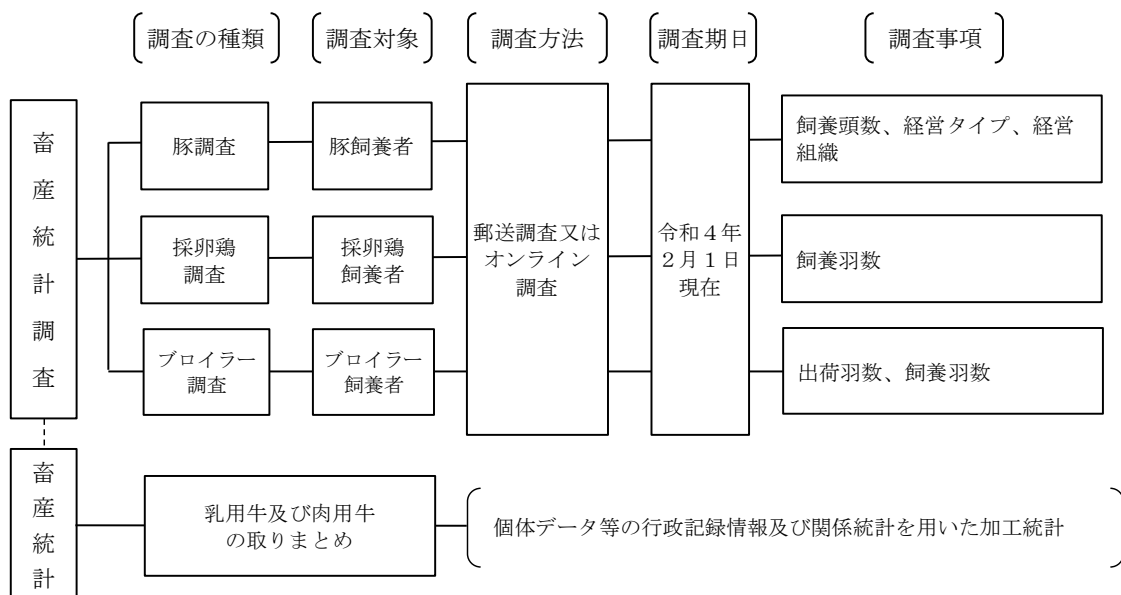 調査の種類
調査対象
調査方法
調査期日
調査事項
畜産統計調査
豚調査
豚飼養者
採卵鶏
調査
採卵鶏
飼養者
ブロイラー
調査
ブロイラー
飼養者
郵送調査又は
オンライン
調査
令和4年
2月1日
現在
飼養頭数、経営タイプ、経営
組織
飼養羽数
出荷羽数、飼養羽数
畜産統計
乳用牛及び肉用牛
の取りまとめ
個体データ等の行政記録情報及び関係統計を用いた加工統計